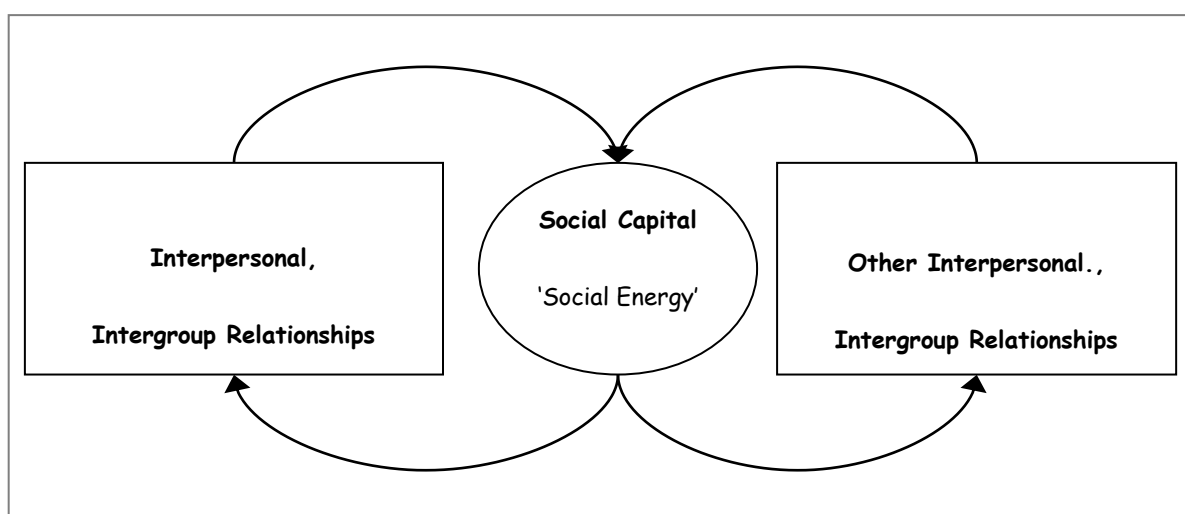 Interpersonal,
Intergroup Relationships
Social Capital
‘Social Energy’
Other Interpersonal.,
Intergroup Relationships